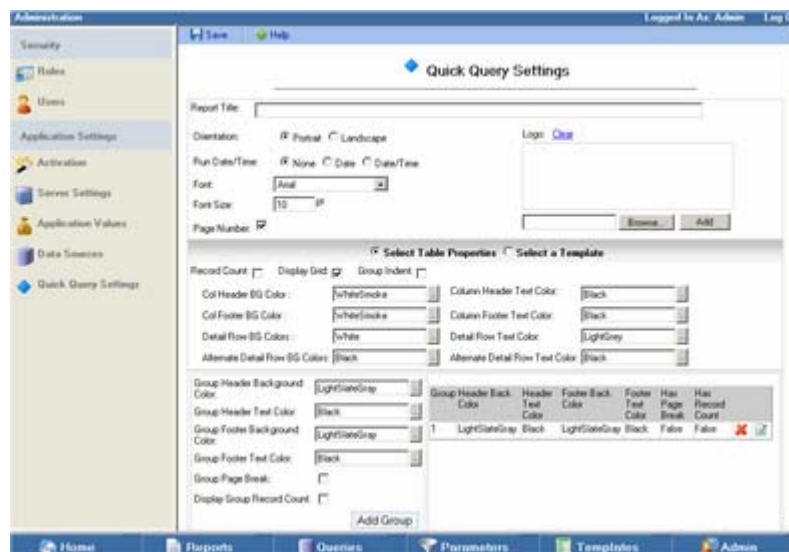 Administration
Logged In As: Admin
Log
Save
Help
Security
Roles
Users
Application Settings
Activation
Server Settings
Application Values
Data Sources
Quick Query Settings
Quick Query Settings
Report Title:
Orientation: Portrait Landscape
Logo: Clear
Run Date/Time: None Date Date/Time
Font: Arial
Font Size: 10 pt
Browse... Add
Page Number:
Select Table Properties Select a Template
Record Count: Display Grid: Group Indent:
Col Header BG Color : WhiteSmoke Column Header Text Color: Black
Col Footer BG Color : WhiteSmoke Column Footer Text Color: Black
Detail Row BG Colors : White Detail Row Text Color: LightGrey
Alternate Detail Row BG Colors: Black Alternate Detail Row Text Color: Black
Group Header Background Color: LightSlateGray
Group Header Text Color: Black
Group Footer Background Color: LightSlateGray
Group Footer Text Color: Black
Group Page Break:
Display Group Record Count:
Add Group
Group Header Back Color Header Text Color Footer Back Color Footer Text Color Has Page Break Has Record Count
1 LightSlateGray Black LightSlateGray Black False False
Home Reports Queries Parameters Templates Admin